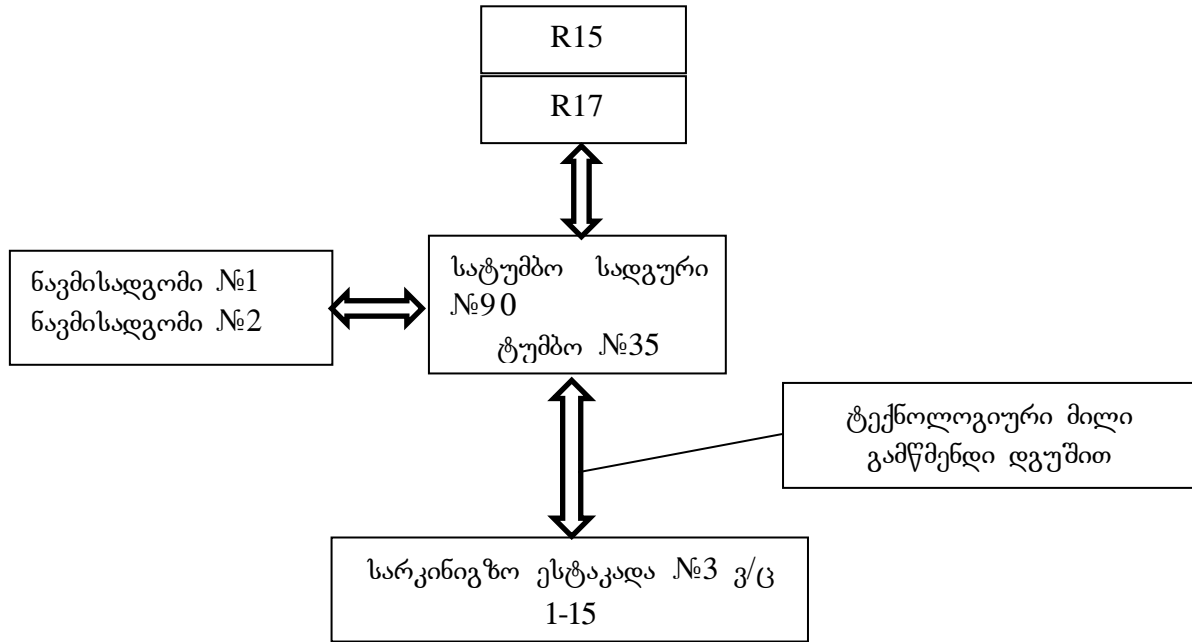 R15
R17
ნავმისადგომი №1
ნავმისადგომი №2
სატუმბო სადგური
№90
ტუმბო №35
ტექნოლოგიური მილი
გამწმენდი დგუშით
სარკინიგზო ესტაკადა №3 ვ/ც
1-15